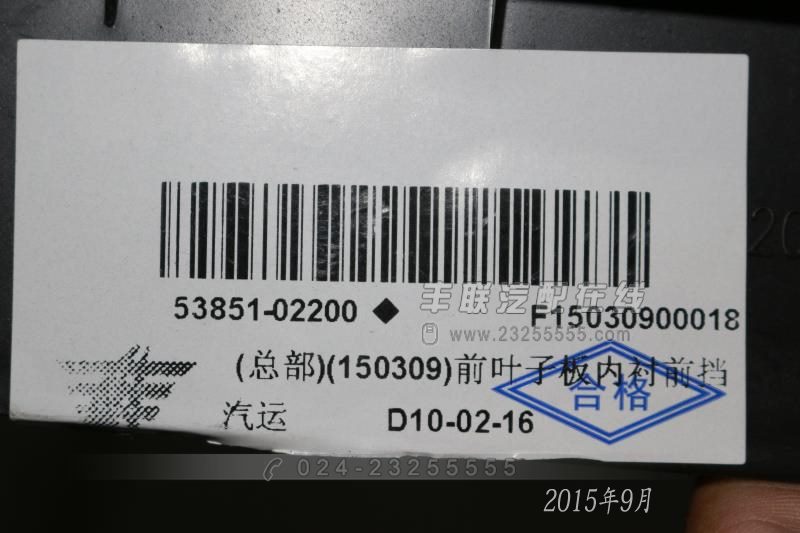 53851-02200 ◆ F15030900018
丰联汽配在线
www.23255555.com
(总部)(150309)前叶子板内衬前挡
合格
汽运 D10-02-16
024-23255555
2015年9月